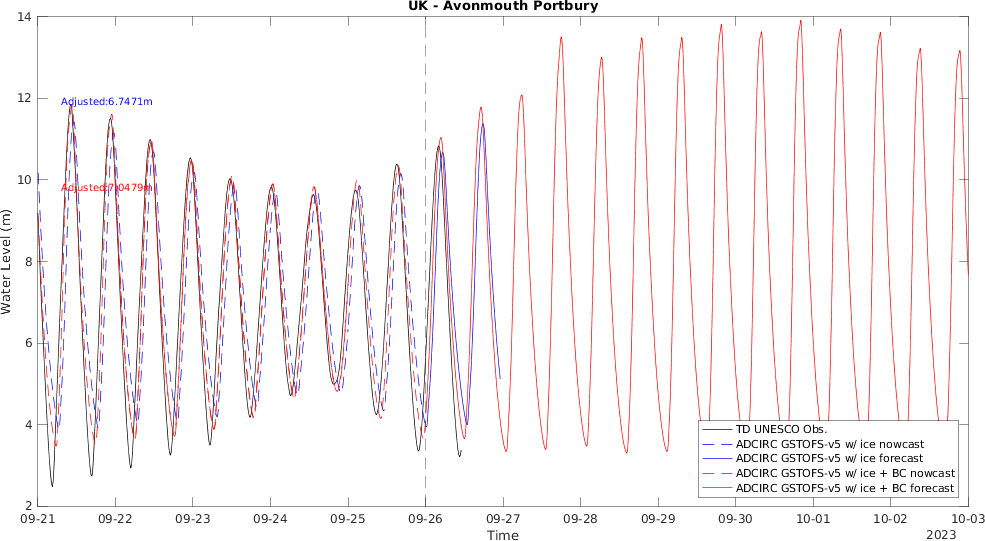 UK - Avonmouth Portbury
14
12
10
8
6
4
2
Water Level (m)
Adjusted:6.7471m
Adjusted:7.0479m
TD UNESCO Obs.
ADCIRC GSTOFS-v5 w/ ice nowcast
ADCIRC GSTOFS-v5 w/ ice forecast
ADCIRC GSTOFS-v5 w/ ice + BC nowcast
ADCIRC GSTOFS-v5 w/ ice + BC forecast
09-21 09-22 09-23 09-24 09-25 09-26 09-27 09-28 09-29 09-30 10-01 10-02 10-03
Time
2023